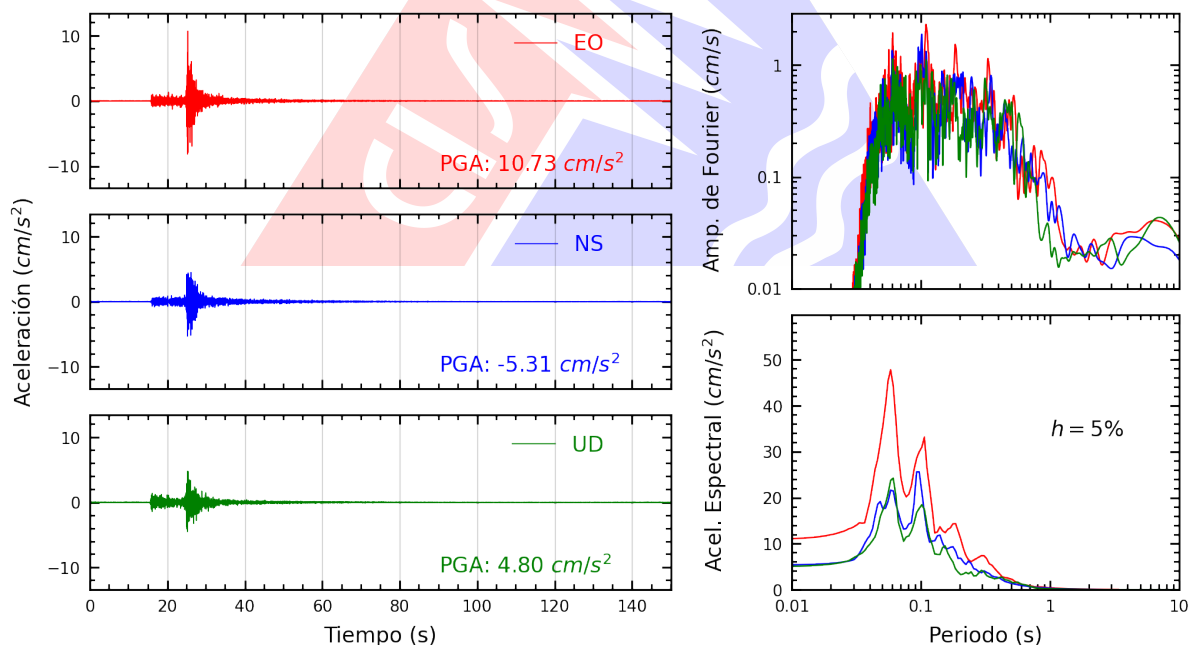 Aceleración (cm/s²)
10
0
−10
EO
PGA: 10.73 cm/s²
10
0
−10
NS
PGA: -5.31 cm/s²
10
0
−10
UD
PGA: 4.80 cm/s²
0 20 40 60 80 100 120 140
Tiempo (s)
Amp. de Fourier (cm/s)
1
0.1
0.01
Acel. Espectral (cm/s²)
50
40
30
20
10
0
h = 5%
0.01 0.1 1 10
Periodo (s)
CIS